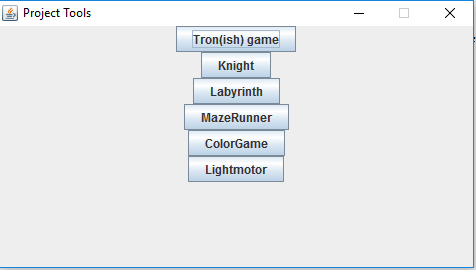 Project Tools
Tron(ish) game
Knight
Labyrinth
MazeRunner
ColorGame
Lightmotor